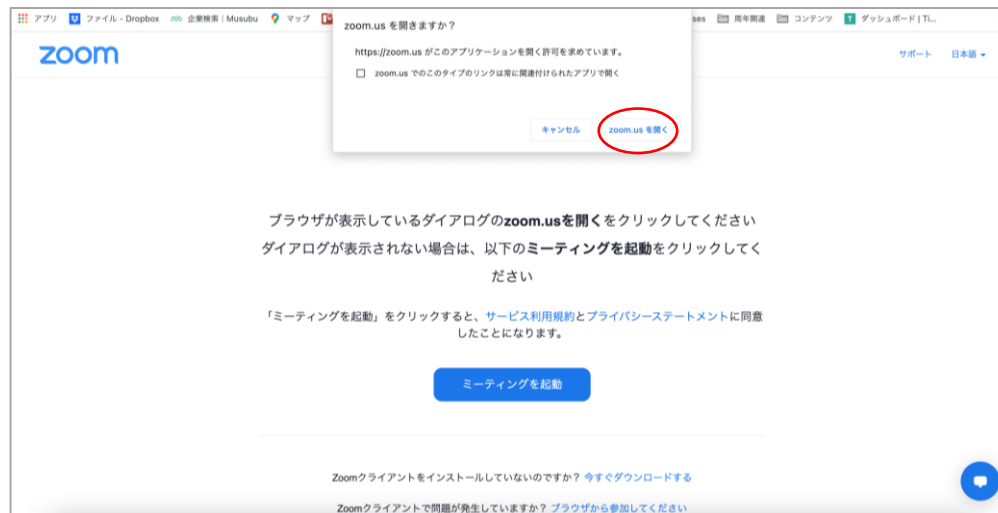 アプリ ファイル - Dropbox 企業検索 | Musubu マップ ses 周年関連 コンテンツ ダッシュボード | Ti...
zoom.us を開きますか？
https://zoom.us がこのアプリケーションを開く許可を求めています。
zoom.us でのこのタイプのリンクは常に関連付けられたアプリで開く
キャンセル zoom.us を開く
zoom サポート 日本語
ブラウザが表示しているダイアログのzoom.usを開くをクリックしてください
ダイアログが表示されない場合は、以下のミーティングを起動をクリックしてく
ださい
「ミーティングを起動」をクリックすると、サービス利用規約とプライバシーステートメントに同意
したことになります。
ミーティングを起動
Zoomクライアントをインストールしていないのですか？ 今すぐダウンロードする
Zoomクライアントで問題が発生していますか？ ブラウザから参加してください